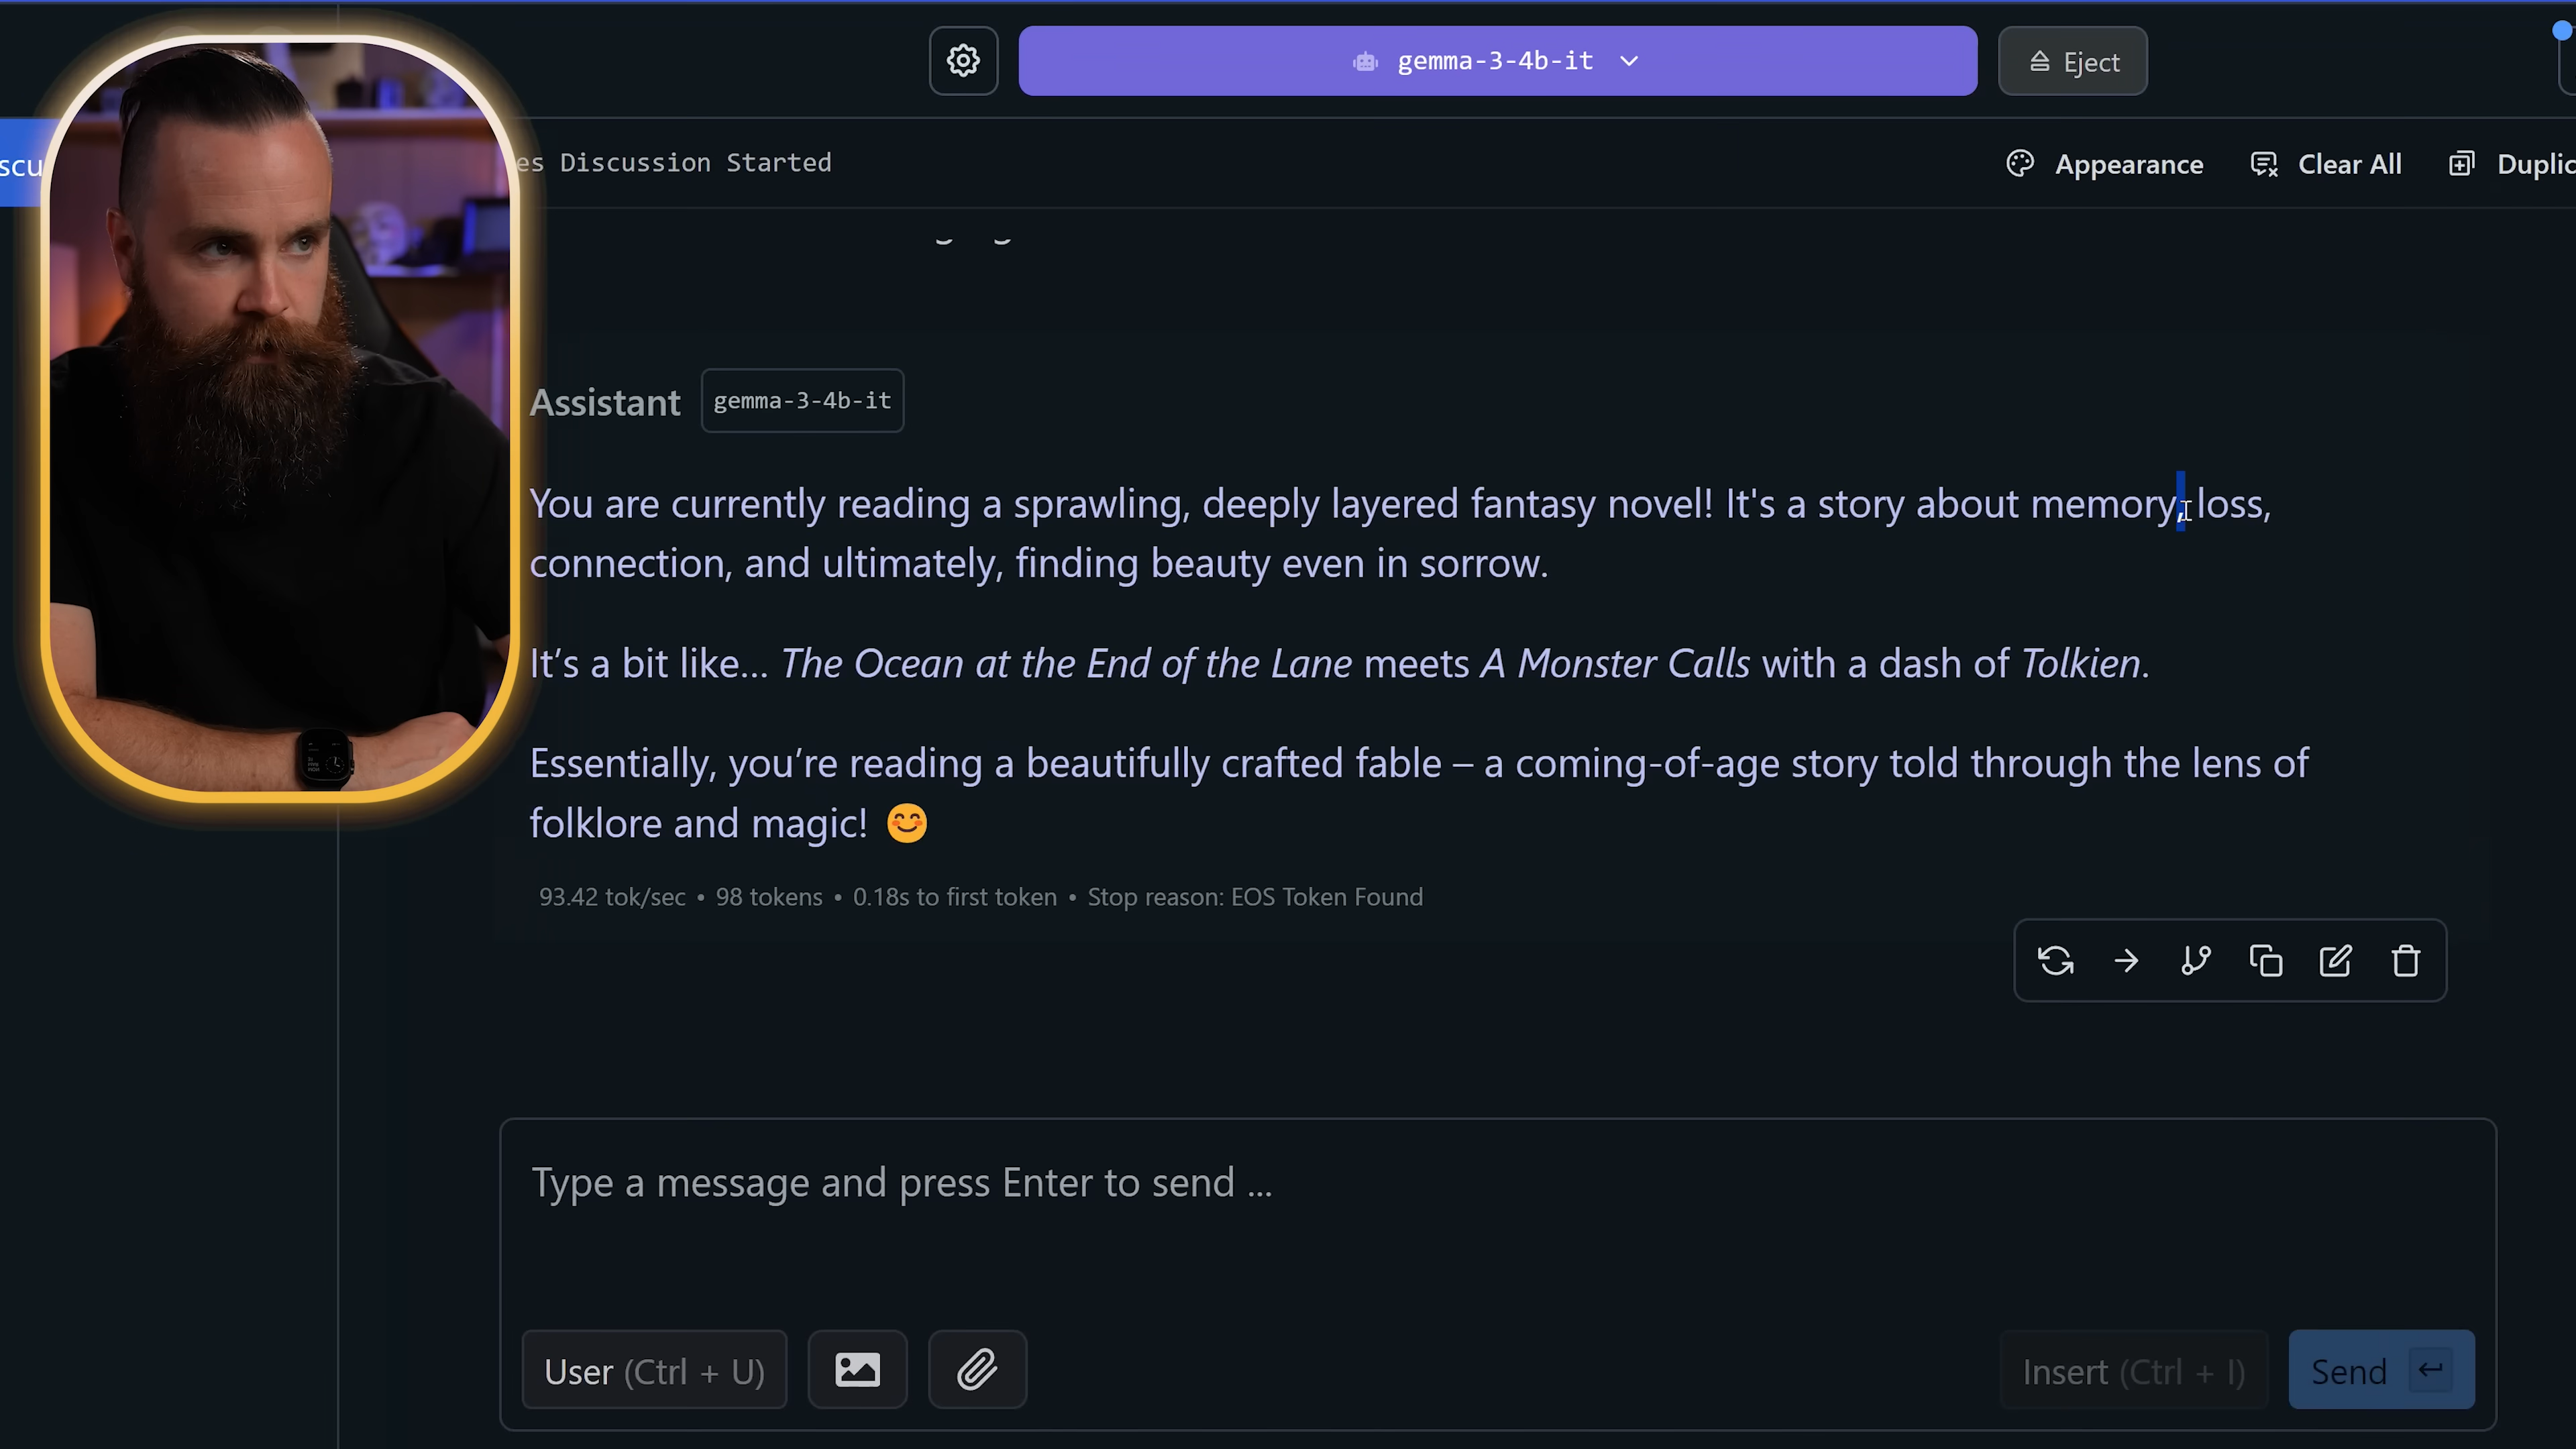 gemma-3-4b-it
Eject
scu
es Discussion Started
Appearance
Clear All
Duplic
Assistant
gemma-3-4b-it
You are currently reading a sprawling, deeply layered fantasy novel! It's a story about memory, loss,
connection, and ultimately, finding beauty even in sorrow.
It’s a bit like... The Ocean at the End of the Lane meets A Monster Calls with a dash of Tolkien.
Essentially, you’re reading a beautifully crafted fable – a coming-of-age story told through the lens of
folklore and magic! 😊
93.42 tok/sec • 98 tokens • 0.18s to first token • Stop reason: EOS Token Found
Type a message and press Enter to send ...
User (Ctrl + U)
Insert (Ctrl + I)
Send